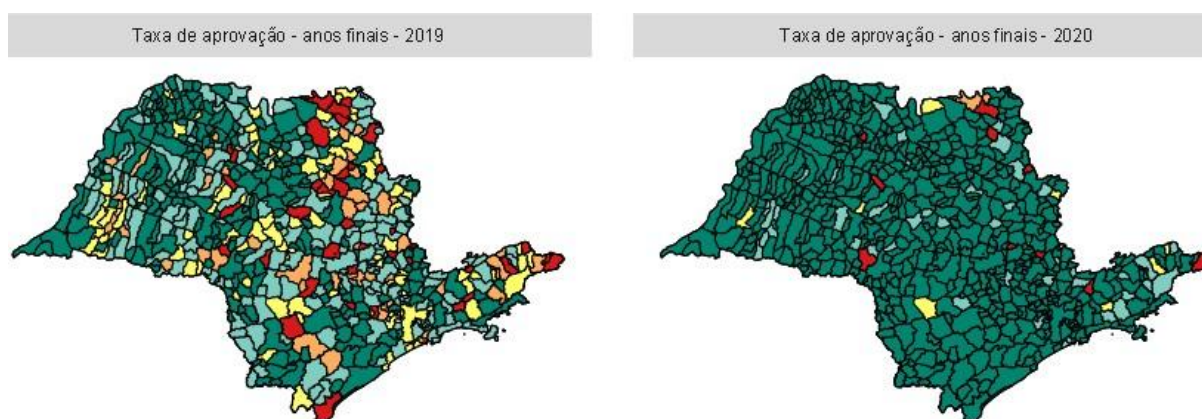 Taxa de aprovação - anos finais - 2019
Taxa de aprovação - anos finais - 2020